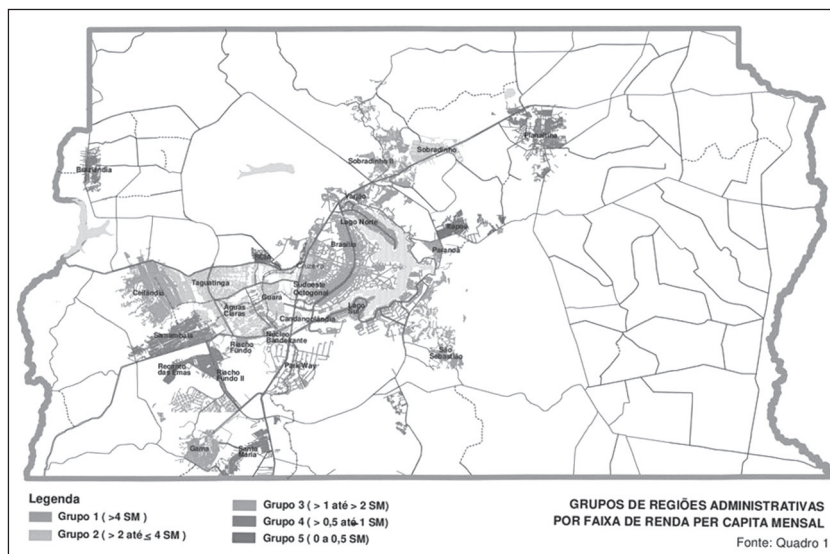 Planaltina
Sobradinho
Sobradinho II
Brazlândia
Varjão
Lago Norte
Itapoã
Brasília
Paranoá
Taguatinga
Sudoeste
Octogonal
Ceilândia
Guará
Águas
Claras
Lago
Sul
Candangolândia
Samambaia
Núcleo
Bandeirante
Riacho
Fundo
São
Sebastião
Recanto
das Emas
Riacho
Fundo II
Park Way
Gama
Santa
Maria
Legenda
Grupo 1 (>4 SM )
Grupo 2 ( > 2 até ≤ 4 SM )
Grupo 3 ( > 1 até > 2 SM)
Grupo 4 ( > 0,5 até 1 SM)
Grupo 5 ( 0 a 0,5 SM)
GRUPOS DE REGIÕES ADMINISTRATIVAS
POR FAIXA DE RENDA PER CAPITA MENSAL
Fonte: Quadro 1